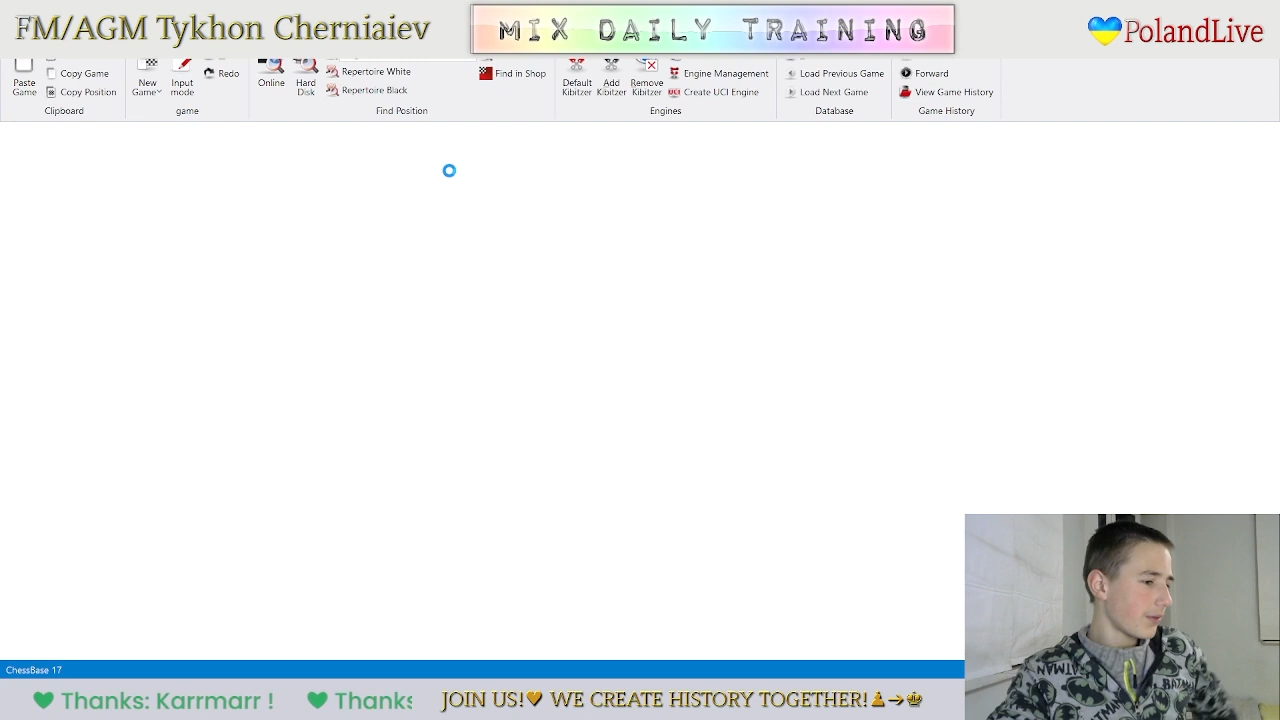 FM/AGM Tykhon Cherniaiev
MIX DAILY TRAINING
PolandLive
Paste Game
Copy Game
Copy Position
Clipboard
New Game
Input mode
Redo
game
Online
Hard Disk
Repertoire White
Repertoire Black
Find in Shop
Find Position
Default Kibitzer
Add Kibitzer
Remove Kibitzer
Engine Management
UCI Create UCI Engine
Engines
Load Previous Game
Load Next Game
Database
Forward
View Game History
Game History
ChessBase 17
Thanks: Karrmarr !
Thanks
JOIN US! WE CREATE HISTORY TOGETHER!
BATMAN